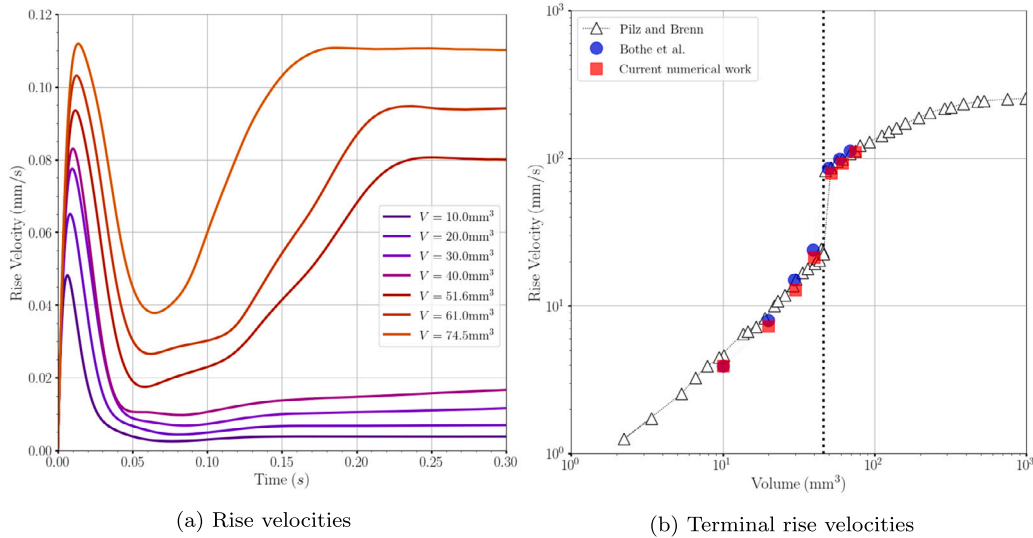 0.12
0.10
0.08
0.06
0.04
0.02
0.00
Rise Velocity (mm/s)
V = 10.0mm³
V = 20.0mm³
V = 30.0mm³
V = 40.0mm³
V = 51.6mm³
V = 61.0mm³
V = 74.5mm³
0.00 0.05 0.10 0.15 0.20 0.25 0.30
Time (s)
(a) Rise velocities
10³
10²
10¹
10⁰
Rise Velocity (mm/s)
Pilz and Brenn
Bothe et al.
Current numerical work
10⁰ 10¹ 10² 10³
Volume (mm³)
(b) Terminal rise velocities